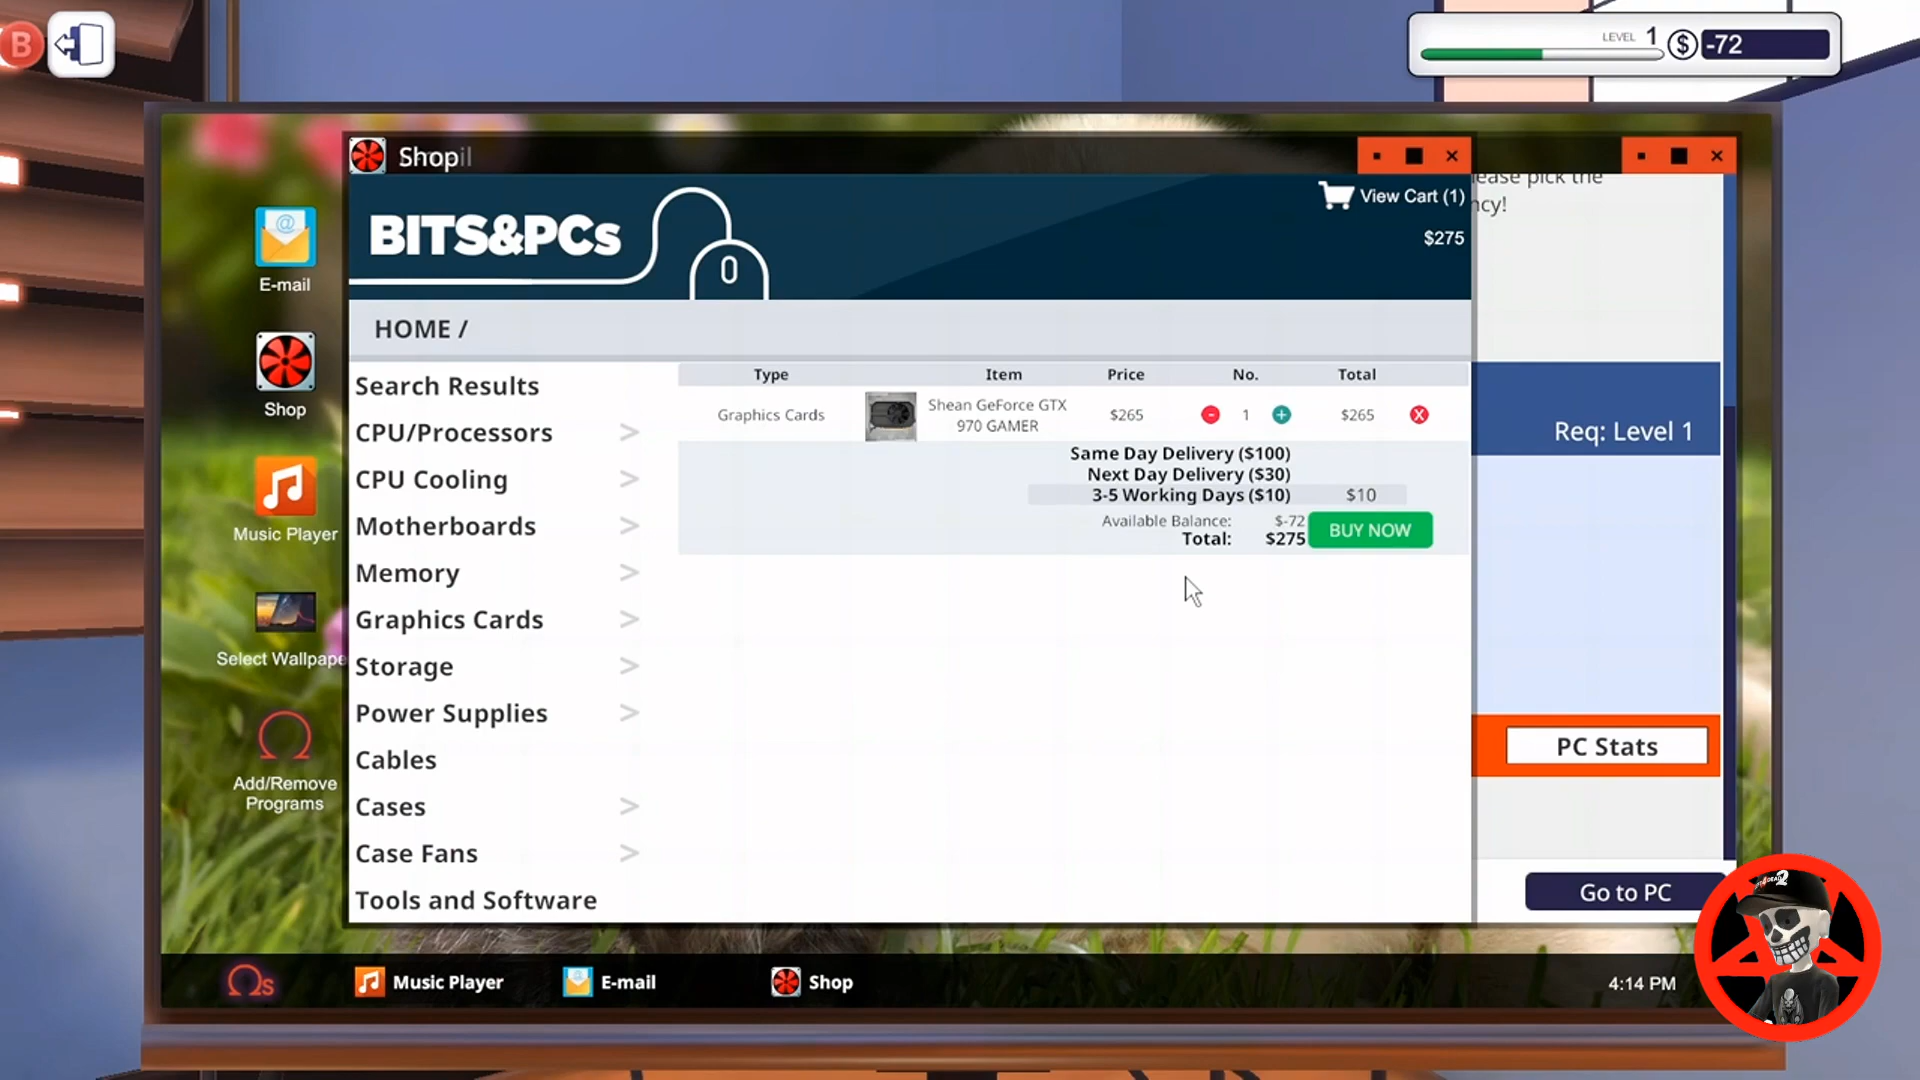 B
LEVEL 1 $ -72
Shop
View Cart (1)
$275
BITS&PCs
HOME /
Search Results
CPU/Processors >
CPU Cooling >
Motherboards >
Memory >
Graphics Cards >
Storage >
Power Supplies >
Cables
Cases >
Case Fans >
Tools and Software
Type Item Price No. Total
Graphics Cards Shean GeForce GTX 970 GAMER $265 1 $265
Same Day Delivery ($100)
Next Day Delivery ($30)
3-5 Working Days ($10) $10
Available Balance: $-72
Total: $275
BUY NOW
E-mail
Shop
Music Player
Select Wallpape
Add/Remove
Programs
ease pick the
ncy!
Req: Level 1
PC Stats
Go to PC
Music Player E-mail Shop
4:14 PM